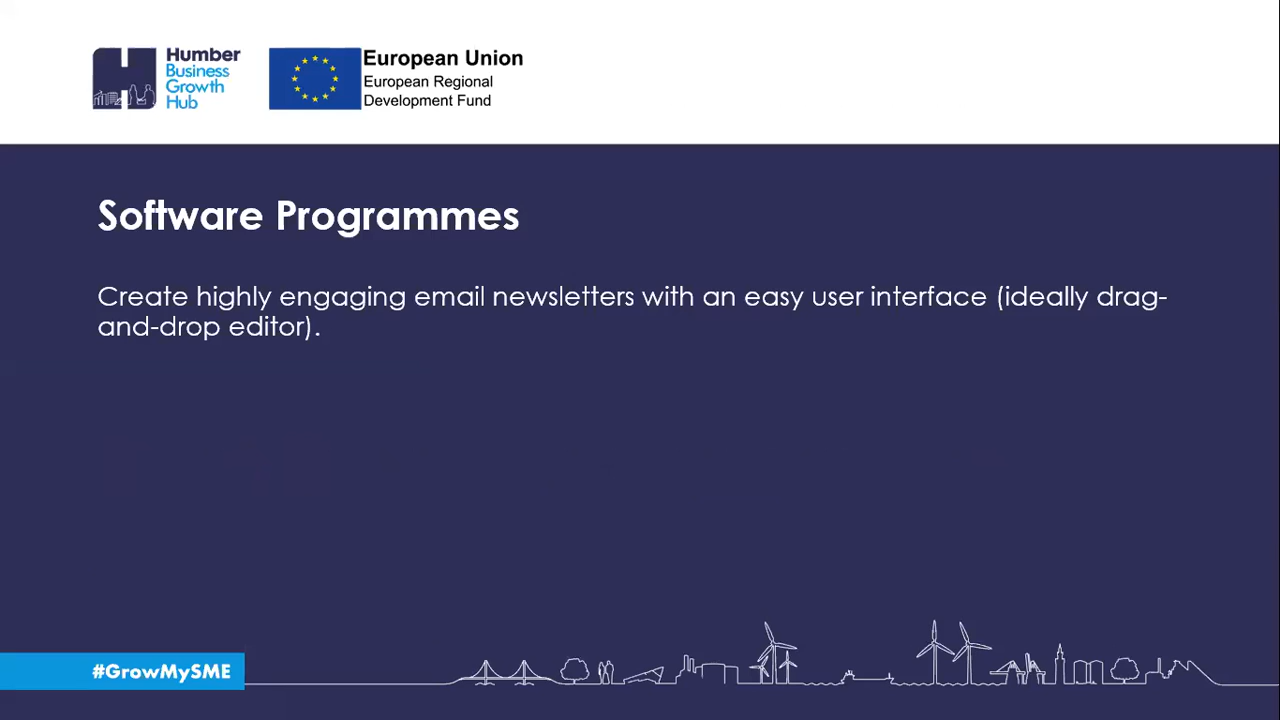 Humber
Business
Growth
Hub
European Union
European Regional
Development Fund
Software Programmes
Create highly engaging email newsletters with an easy user interface (ideally drag-
and-drop editor).
#GrowMySME